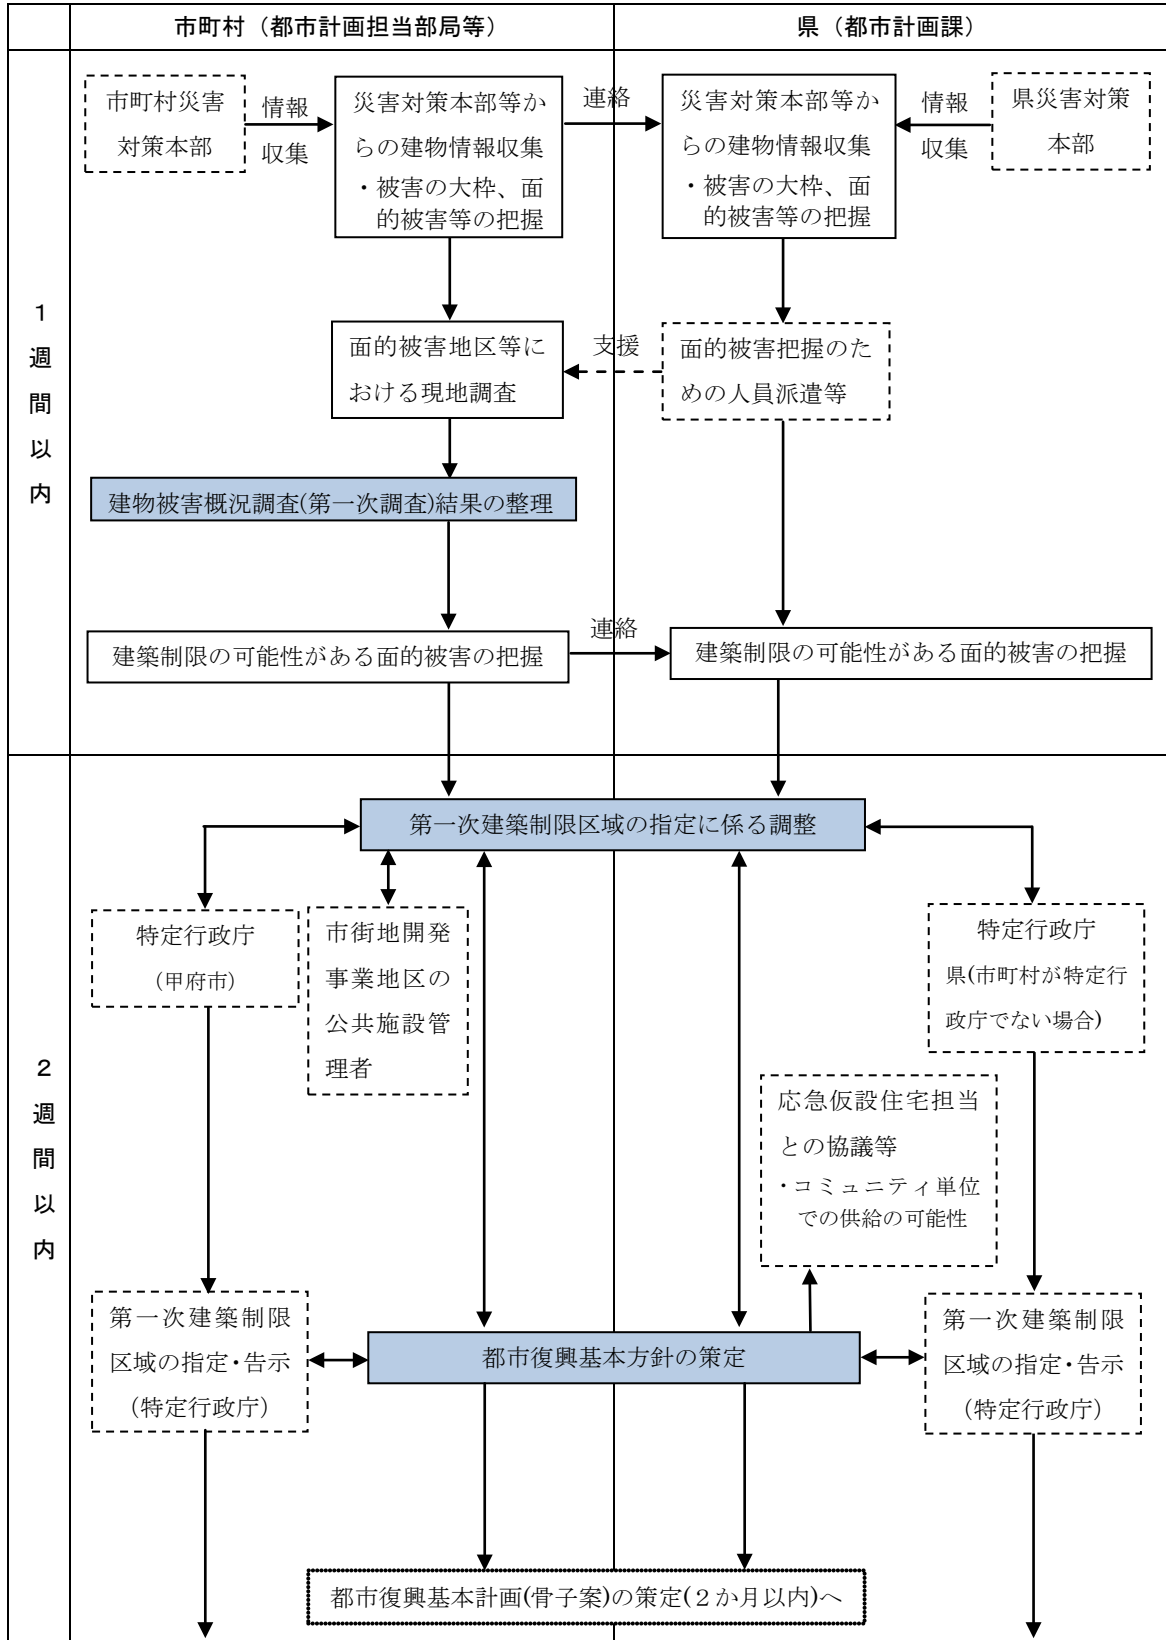 市町村（都市計画担当部局等）
県（都市計画課）
1週間以内
市町村災害
対策本部
情報
収集
災害対策本部等か
らの建物情報収集
・被害の大枠、面
的被害等の把握
連絡
災害対策本部等か
らの建物情報収集
・被害の大枠、面
的被害等の把握
情報
収集
県災害対策
本部
面的被害地区等に
おける現地調査
支援
面的被害把握のた
めの人員派遣等
建物被害概況調査(第一次調査)結果の整理
建築制限の可能性がある面的被害の把握
連絡
建築制限の可能性がある面的被害の把握
2週間以内
第一次建築制限区域の指定に係る調整
特定行政庁
（甲府市）
市街地開発
事業地区の
公共施設管
理者
特定行政庁
県(市町村が特定行
政庁でない場合)
応急仮設住宅担当
との協議等
・コミュニティ単位
での供給の可能性
第一次建築制限
区域の指定・告示
（特定行政庁）
都市復興基本方針の策定
第一次建築制限
区域の指定・告示
（特定行政庁）
都市復興基本計画(骨子案)の策定(２か月以内)へ